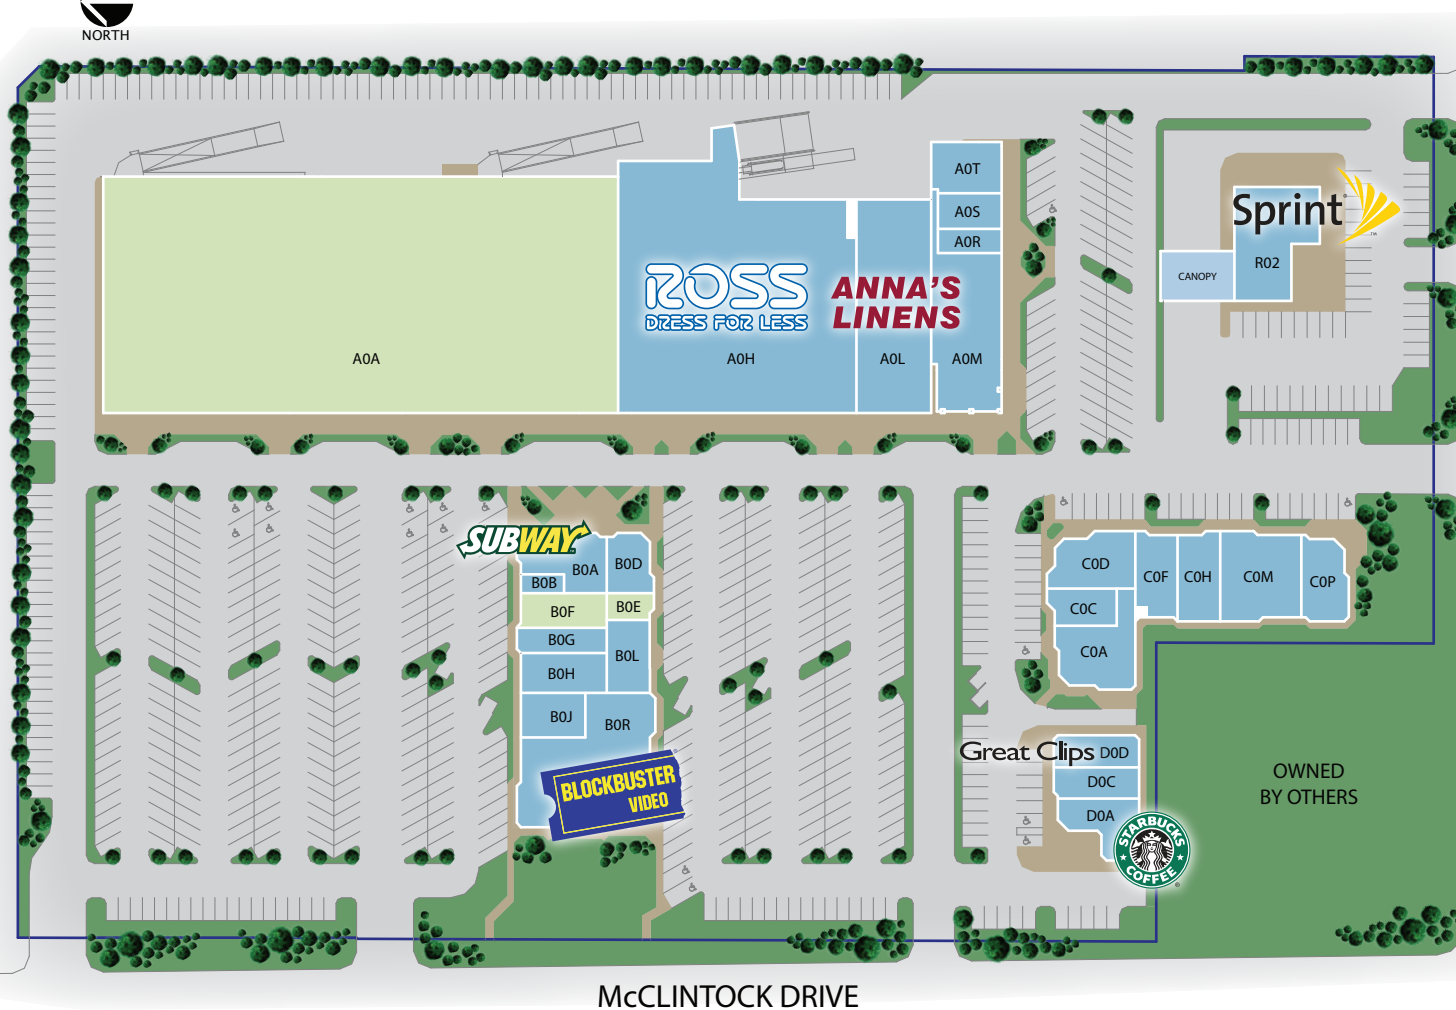 NORTH
A0T
A0S
A0R
Sprint
R02
CANOPY
ROSS
DRESS FOR LESS
ANNA'S
LINENS
A0A
A0H
A0L
A0M
SUBWAY
B0A
B0D
B0B
B0F
B0E
B0G
B0L
B0H
B0J
B0R
BLOCKBUSTER
VIDEO
C0D
C0F
C0H
C0M
C0P
C0C
C0A
Great Clips
D0D
D0C
D0A
STARBUCKS
COFFEE
OWNED
BY OTHERS
McCLINTOCK DRIVE